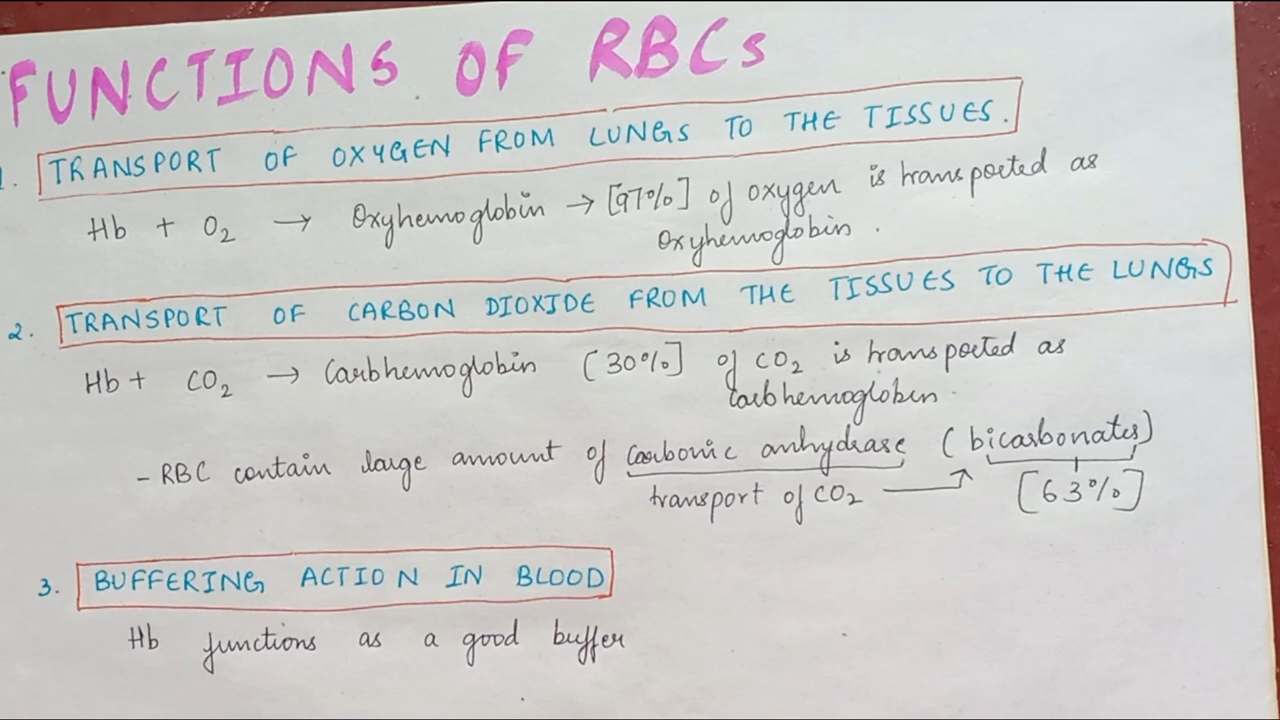 FUNCTIONS OF RBCs
1. TRANSPORT OF OXYGEN FROM LUNGS TO THE TISSUES.
Hb + O2 → Oxyhemoglobin → [97%] of oxygen is transported as
Oxyhemoglobin.
2. TRANSPORT OF CARBON DIOXIDE FROM THE TISSUES TO THE LUNGS
Hb + CO2 → Carbhemoglobin [30%] of CO2 is transported as
Carbhemoglobin.
- RBC contain large amount of carbonic anhydrase (bicarbonates)
transport of CO2 → [63%]
3. BUFFERING ACTION IN BLOOD
Hb functions as a good buffer